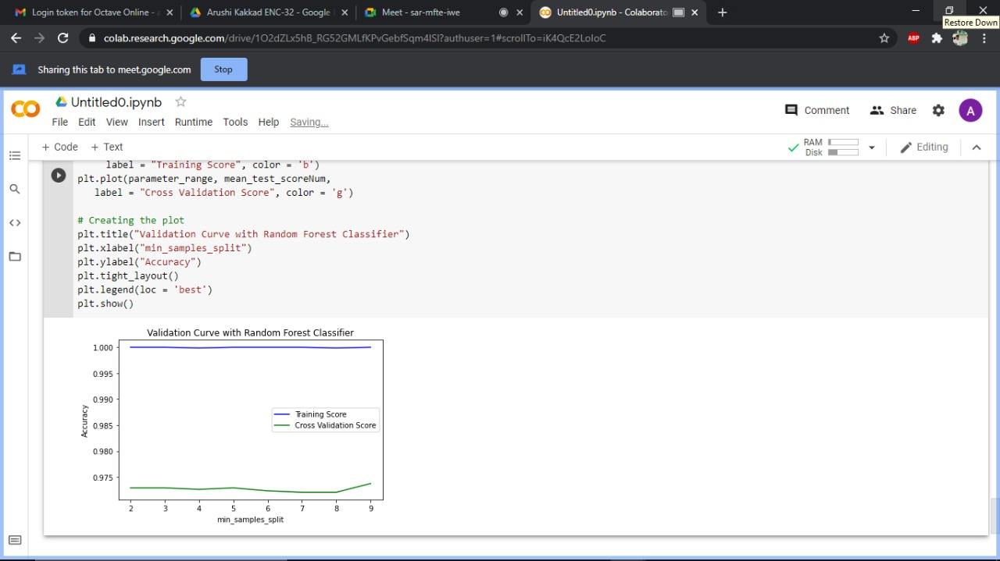 Login token for Octave Online - a
Arushi Kakkad ENC-32 - Google
Meet - sar-mfte-iwe
Untitled0.ipynb - Colaborato
Restore Down
colab.research.google.com/drive/1O2dZLx5hB_RG52GMLfKPvGebfSqm4ISI?authuser=1#scrollTo=iK4QcE2LoIoC
ABP
Sharing this tab to meet.google.com
Stop
CO
Untitled0.ipynb
Comment
Share
A
File Edit View Insert Runtime Tools Help Saving...
+ Code + Text
RAM
Disk
Editing
label = "Training Score", color = 'b')
plt.plot(parameter_range, mean_test_scoreNum,
label = "Cross Validation Score", color = 'g')
# Creating the plot
plt.title("Validation Curve with Random Forest Classifier")
plt.xlabel("min_samples_split")
plt.ylabel("Accuracy")
plt.tight_layout()
plt.legend(loc = 'best')
plt.show()
Validation Curve with Random Forest Classifier
1.000
0.995
0.990
0.985
0.980
0.975
Accuracy
Training Score
Cross Validation Score
2 3 4 5 6 7 8 9
min_samples_split